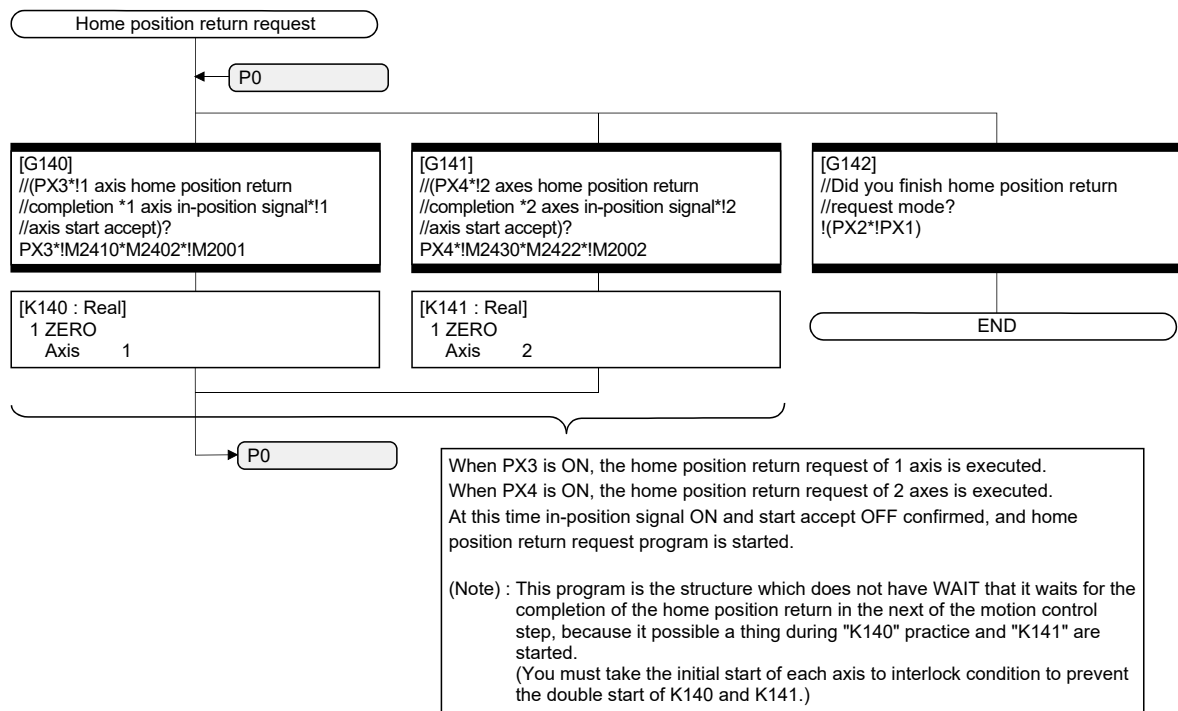 Home position return request
P0
[G140]
//(PX3*!1 axis home position return
//completion *1 axis in-position signal*!1
//axis start accept)?
PX3*!M2410*M2402*!M2001
[G141]
//(PX4*!2 axes home position return
//completion *2 axes in-position signal*!2
//axis start accept)?
PX4*!M2430*M2422*!M2002
[G142]
//Did you finish home position return
//request mode?
!(PX2*!PX1)
[K140 : Real]
1 ZERO
Axis 1
[K141 : Real]
1 ZERO
Axis 2
END
P0
When PX3 is ON, the home position return request of 1 axis is executed.
When PX4 is ON, the home position return request of 2 axes is executed.
At this time in-position signal ON and start accept OFF confirmed, and home
position return request program is started.
(Note) : This program is the structure which does not have WAIT that it waits for the
completion of the home position return in the next of the motion control
step, because it possible a thing during "K140" practice and "K141" are
started.
(You must take the initial start of each axis to interlock condition to prevent
the double start of K140 and K141.)